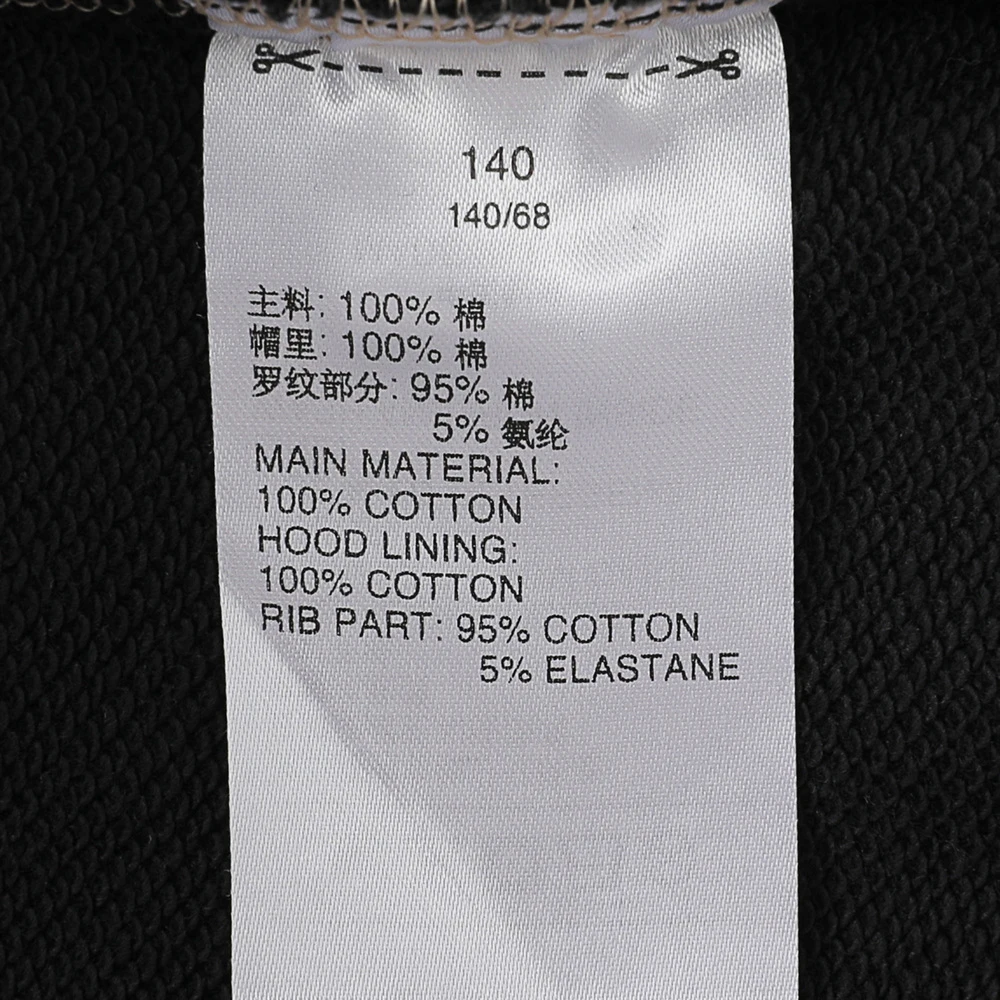 140
140/68
主料: 100% 棉
帽里: 100% 棉
罗纹部分: 95% 棉
5% 氨纶
MAIN MATERIAL:
100% COTTON
HOOD LINING:
100% COTTON
RIB PART: 95% COTTON
5% ELASTANE